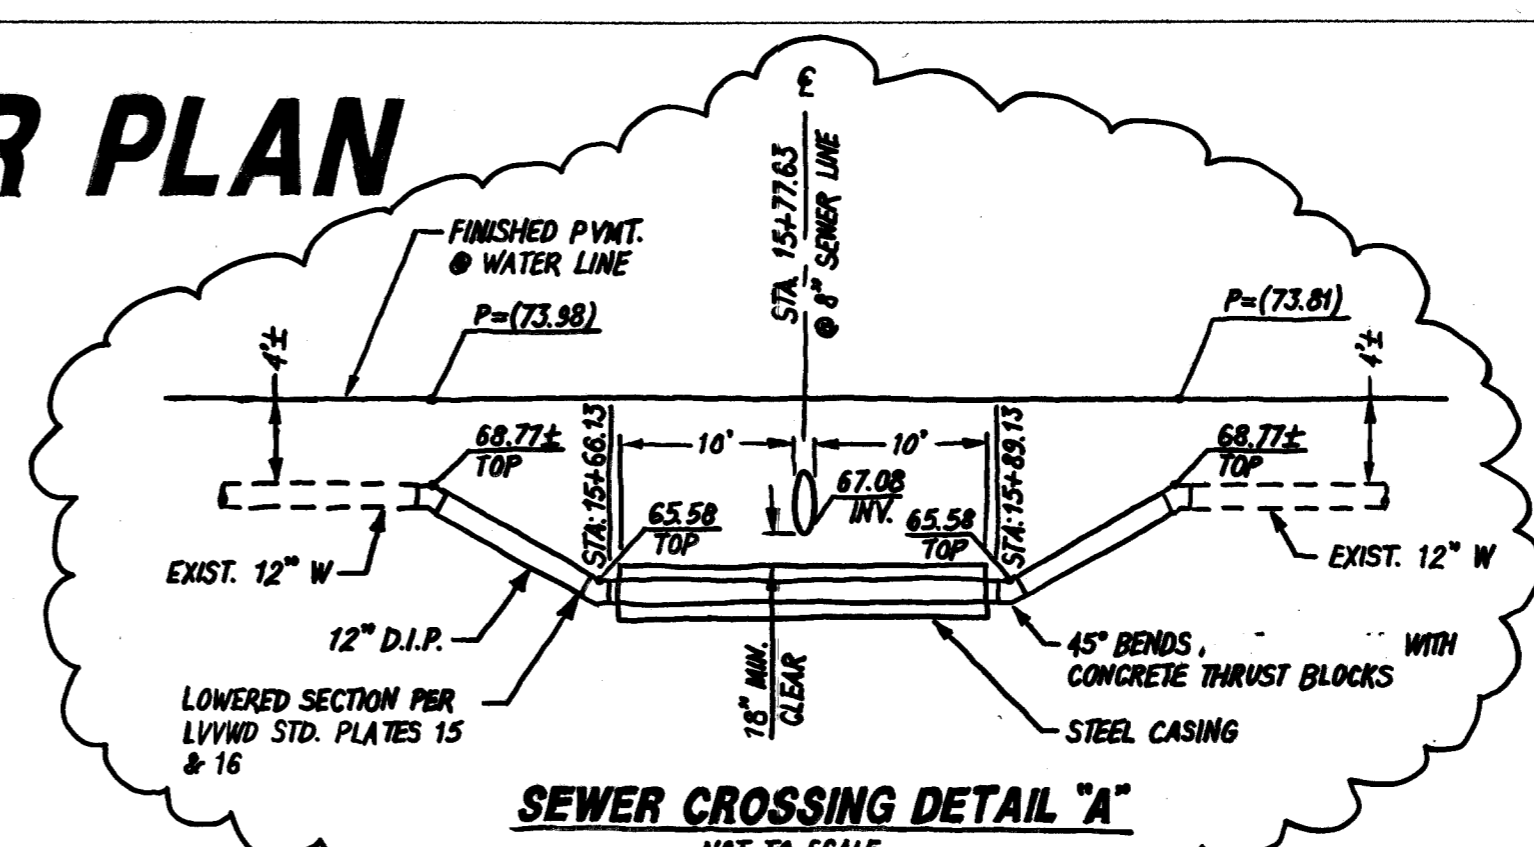 R PLAN
℄
STA. 15+77.63
@ 8" SEWER LINE
FINISHED PVMT.
@ WATER LINE
P=(73.98)
P=(73.81)
4'±
4'±
68.77±
TOP
STA:15+66.13
10'
10'
STA:15+89.13
68.77±
TOP
67.08
INV.
65.58
TOP
65.58
TOP
EXIST. 12" W
EXIST. 12" W
12" D.I.P.
18" MIN.
CLEAR
45° BENDS, WITH
CONCRETE THRUST BLOCKS
LOWERED SECTION PER
LVVWD STD. PLATES 15
& 16
STEEL CASING
SEWER CROSSING DETAIL "A"
NOT TO SCALE